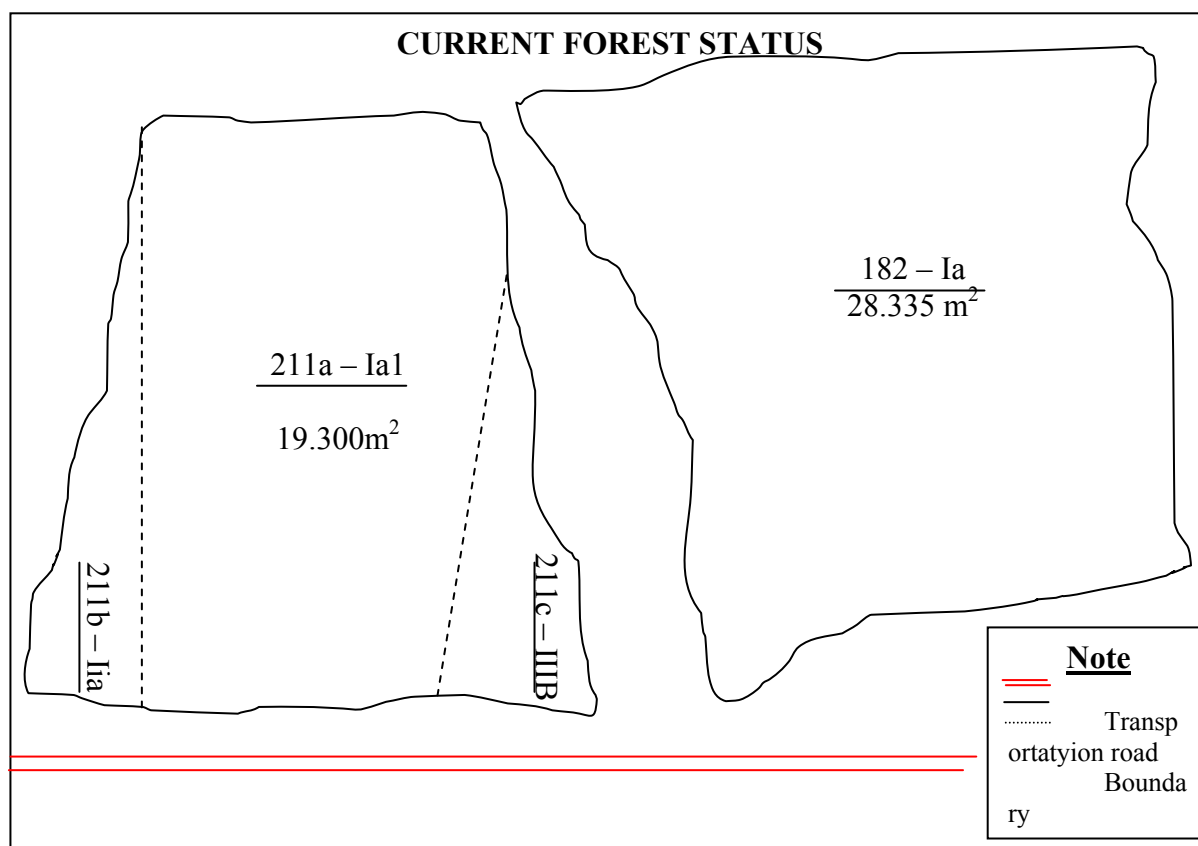 CURRENT FOREST STATUS
182 – Ia
28.335 m²
211a – Ia1
19.300m²
211b – Iia
211c – IIIB
Note
Transp
ortatyion road
Bounda
ry